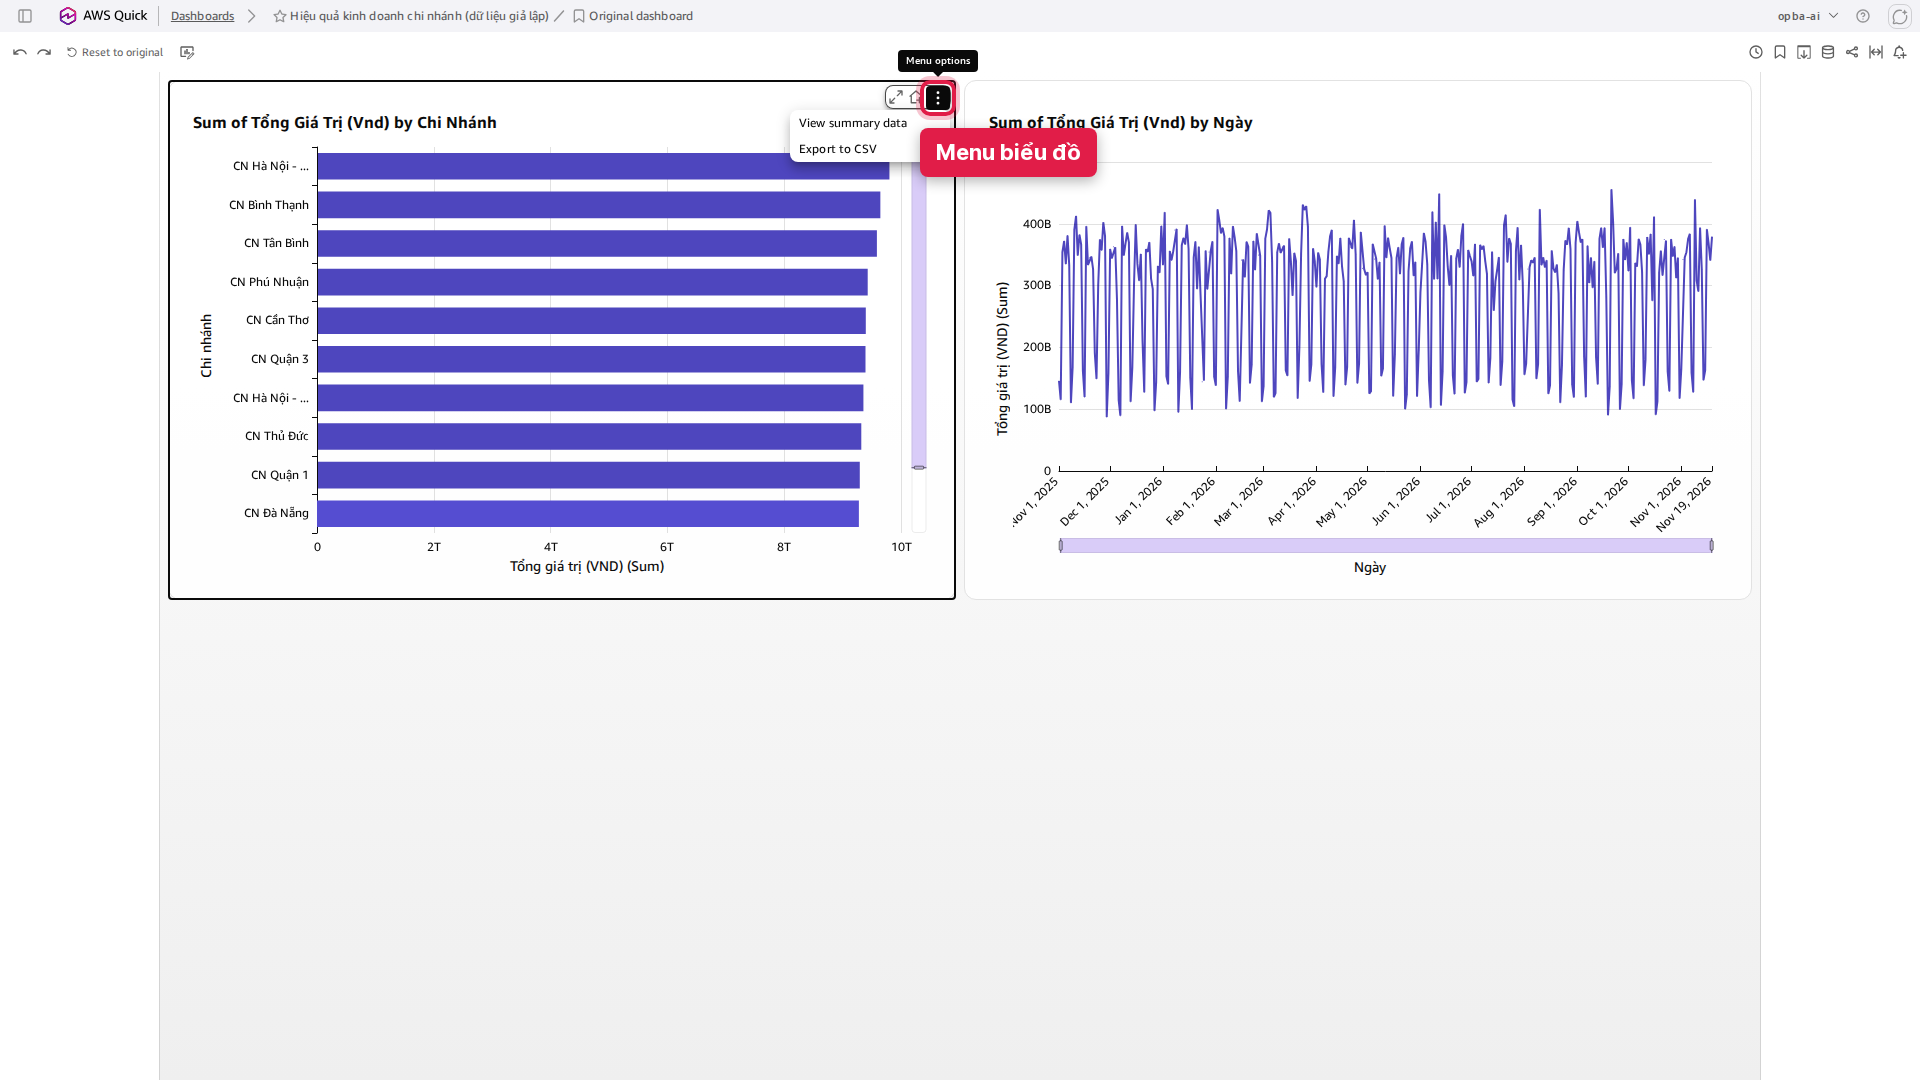 AWS Quick
Dashboards
Hiệu quả kinh doanh chi nhánh (dữ liệu giả lập)
Original dashboard
opba-ai
Reset to original
Menu options
Sum of Tổng Giá Trị (Vnd) by Chi Nhánh
View summary data
Export to CSV
Menu biểu đồ
CN Hà Nội - ...
CN Bình Thạnh
CN Tân Bình
CN Phú Nhuận
CN Cần Thơ
CN Quận 3
CN Hà Nội - ...
CN Thủ Đức
CN Quận 1
CN Đà Nẵng
Chi nhánh
0
2T
4T
6T
8T
10T
Tổng giá trị (VND) (Sum)
Sum of Tổng Giá Trị (Vnd) by Ngày
400B
300B
200B
100B
0
Tổng giá trị (VND) (Sum)
Nov 1, 2025
Dec 1, 2025
Jan 1, 2026
Feb 1, 2026
Mar 1, 2026
Apr 1, 2026
May 1, 2026
Jun 1, 2026
Jul 1, 2026
Aug 1, 2026
Sep 1, 2026
Oct 1, 2026
Nov 1, 2026
Nov 19, 2026
Ngày